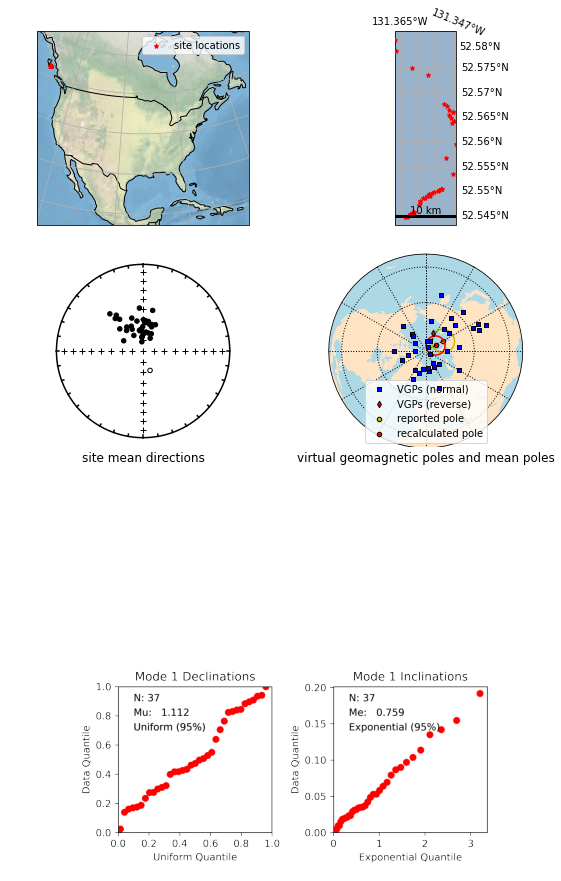 site locations
131.365°W
131.347°W
52.58°N
52.575°N
52.57°N
52.565°N
52.56°N
52.555°N
52.55°N
52.545°N
10 km
site mean directions
VGPs (normal)
VGPs (reverse)
reported pole
recalculated pole
virtual geomagnetic poles and mean poles
Mode 1 Declinations
N: 37
Mu: 1.112
Uniform (95%)
Data Quantile
1.0
0.8
0.6
0.4
0.2
0.0
0.0 0.2 0.4 0.6 0.8 1.0
Uniform Quantile
Mode 1 Inclinations
N: 37
Me: 0.759
Exponential (95%)
Data Quantile
0.20
0.15
0.10
0.05
0.00
0 1 2 3
Exponential Quantile